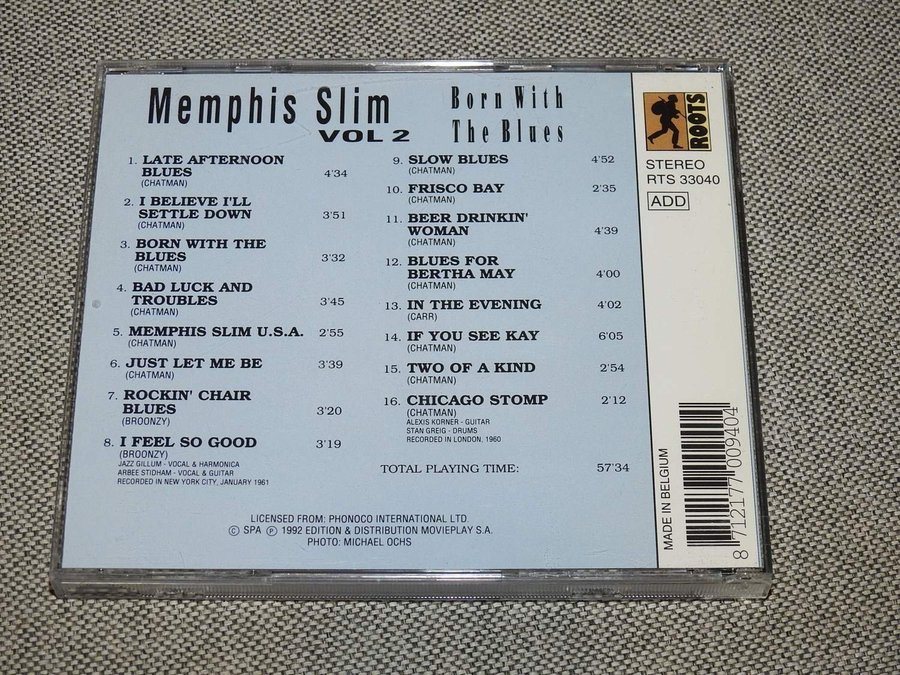 Memphis Slim
VOL 2
Born With
The Blues
1. LATE AFTERNOON
BLUES 4'34
(CHATMAN)
2. I BELIEVE I'LL
SETTLE DOWN 3'51
(CHATMAN)
3. BORN WITH THE
BLUES 3'32
(CHATMAN)
4. BAD LUCK AND
TROUBLES 3'45
(CHATMAN)
5. MEMPHIS SLIM U.S.A. 2'55
(CHATMAN)
6. JUST LET ME BE 3'39
(CHATMAN)
7. ROCKIN' CHAIR
BLUES 3'20
(BROONZY)
8. I FEEL SO GOOD 3'19
(BROONZY)
JAZZ GILLUM - VOCAL & HARMONICA
ARBEE STIDHAM - VOCAL & GUITAR
RECORDED IN NEW YORK CITY, JANUARY 1961
9. SLOW BLUES 4'52
(CHATMAN)
10. FRISCO BAY 2'35
(CHATMAN)
11. BEER DRINKIN'
WOMAN 4'39
(CHATMAN)
12. BLUES FOR
BERTHA MAY 4'00
(CHATMAN)
13. IN THE EVENING 4'02
(CARR)
14. IF YOU SEE KAY 6'05
(CHATMAN)
15. TWO OF A KIND 2'54
(CHATMAN)
16. CHICAGO STOMP 2'12
(CHATMAN)
ALEXIS KORNER - GUITAR
STAN GREIG - DRUMS
RECORDED IN LONDON, 1960
TOTAL PLAYING TIME: 57'34
LICENSED FROM: PHONOCO INTERNATIONAL LTD
© SPA ℗ 1992 EDITION & DISTRIBUTION MOVIEPLAY S.A.
PHOTO: MICHAEL OCHS
ROOTS
STEREO
RTS 33040
ADD
MADE IN BELGIUM
8 712177 009404